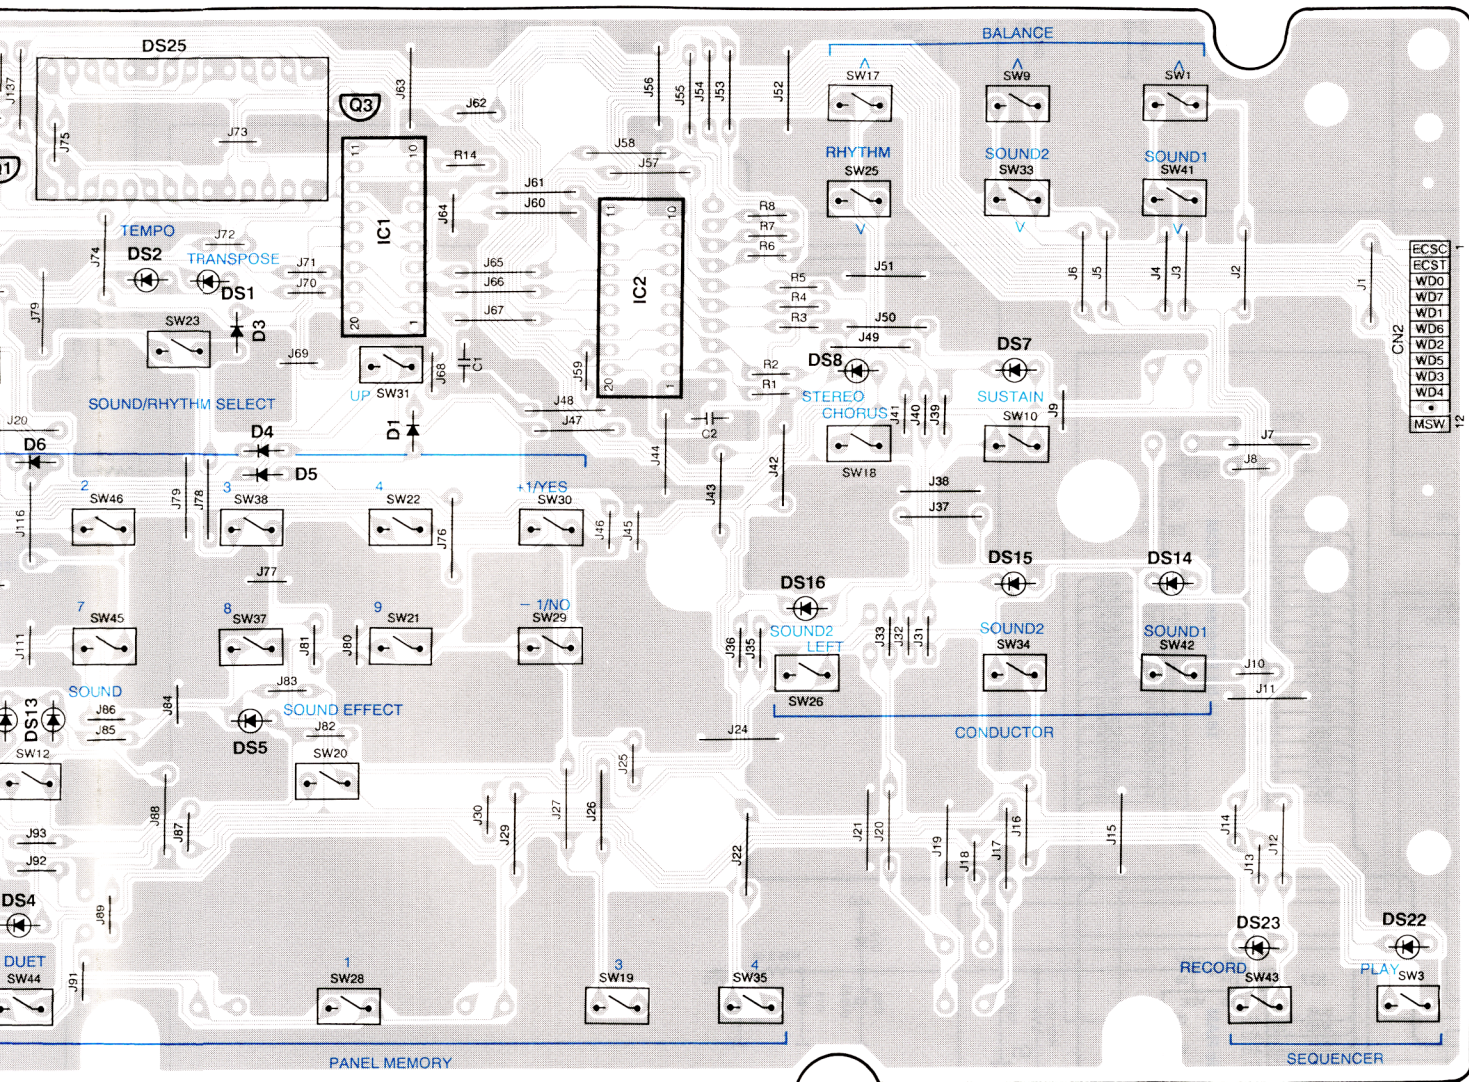 BALANCE
DS25
SW17
SW9
SW1
J137
J75
J73
Q3
J63
J62
J56
J55
J54
J53
J52
11
10
IC1
20
1
R14
J58
J57
J61
J60
J64
RHYTHM
SW25
SOUND2
SW33
SOUND1
SW41
11
10
IC2
20
1
R8
R7
R6
TEMPO
DS2
J74
J72
TRANSPOSE
DS1
J71
J70
J65
J66
J67
R5
R4
R3
J51
J50
J49
J6
J5
J4
J3
J2
J1
CN2
1
ECSC
ECST
WD0
WD7
WD1
WD6
WD2
WD5
WD3
WD4
•
MSW
12
J79
SW23
D3
J69
UP
SW31
J68
C1
J59
R2
R1
DS8
DS7
STEREO
CHORUS
SUSTAIN
SW18
SW10
J41
J40
J39
J9
SOUND/RHYTHM SELECT
J20
D6
D4
D5
D1
J48
J47
J44
C2
J43
J42
J7
J8
J38
J37
2
SW46
J79
J78
3
SW38
4
SW22
J76
+1/YES
SW30
J46
J45
J116
J77
DS16
DS15
DS14
7
SW45
8
SW37
9
SW21
− 1/NO
SW29
J111
J81
J80
J36
J35
SOUND2
LEFT
SW26
J33
J32
J31
SOUND2
SW34
SOUND1
SW42
J10
J11
CONDUCTOR
SOUND
DS13
J86
J85
J84
J83
SOUND EFFECT
DS5
J82
SW12
SW20
J24
J25
J88
J87
J30
J29
J27
J26
J22
J21
J20
J19
J18
J17
J16
J15
J14
J13
J12
J93
J92
DS4
J89
J91
DUET
SW44
1
SW28
3
SW19
4
SW35
PANEL MEMORY
DS23
DS22
RECORD
SW43
PLAY
SW3
SEQUENCER